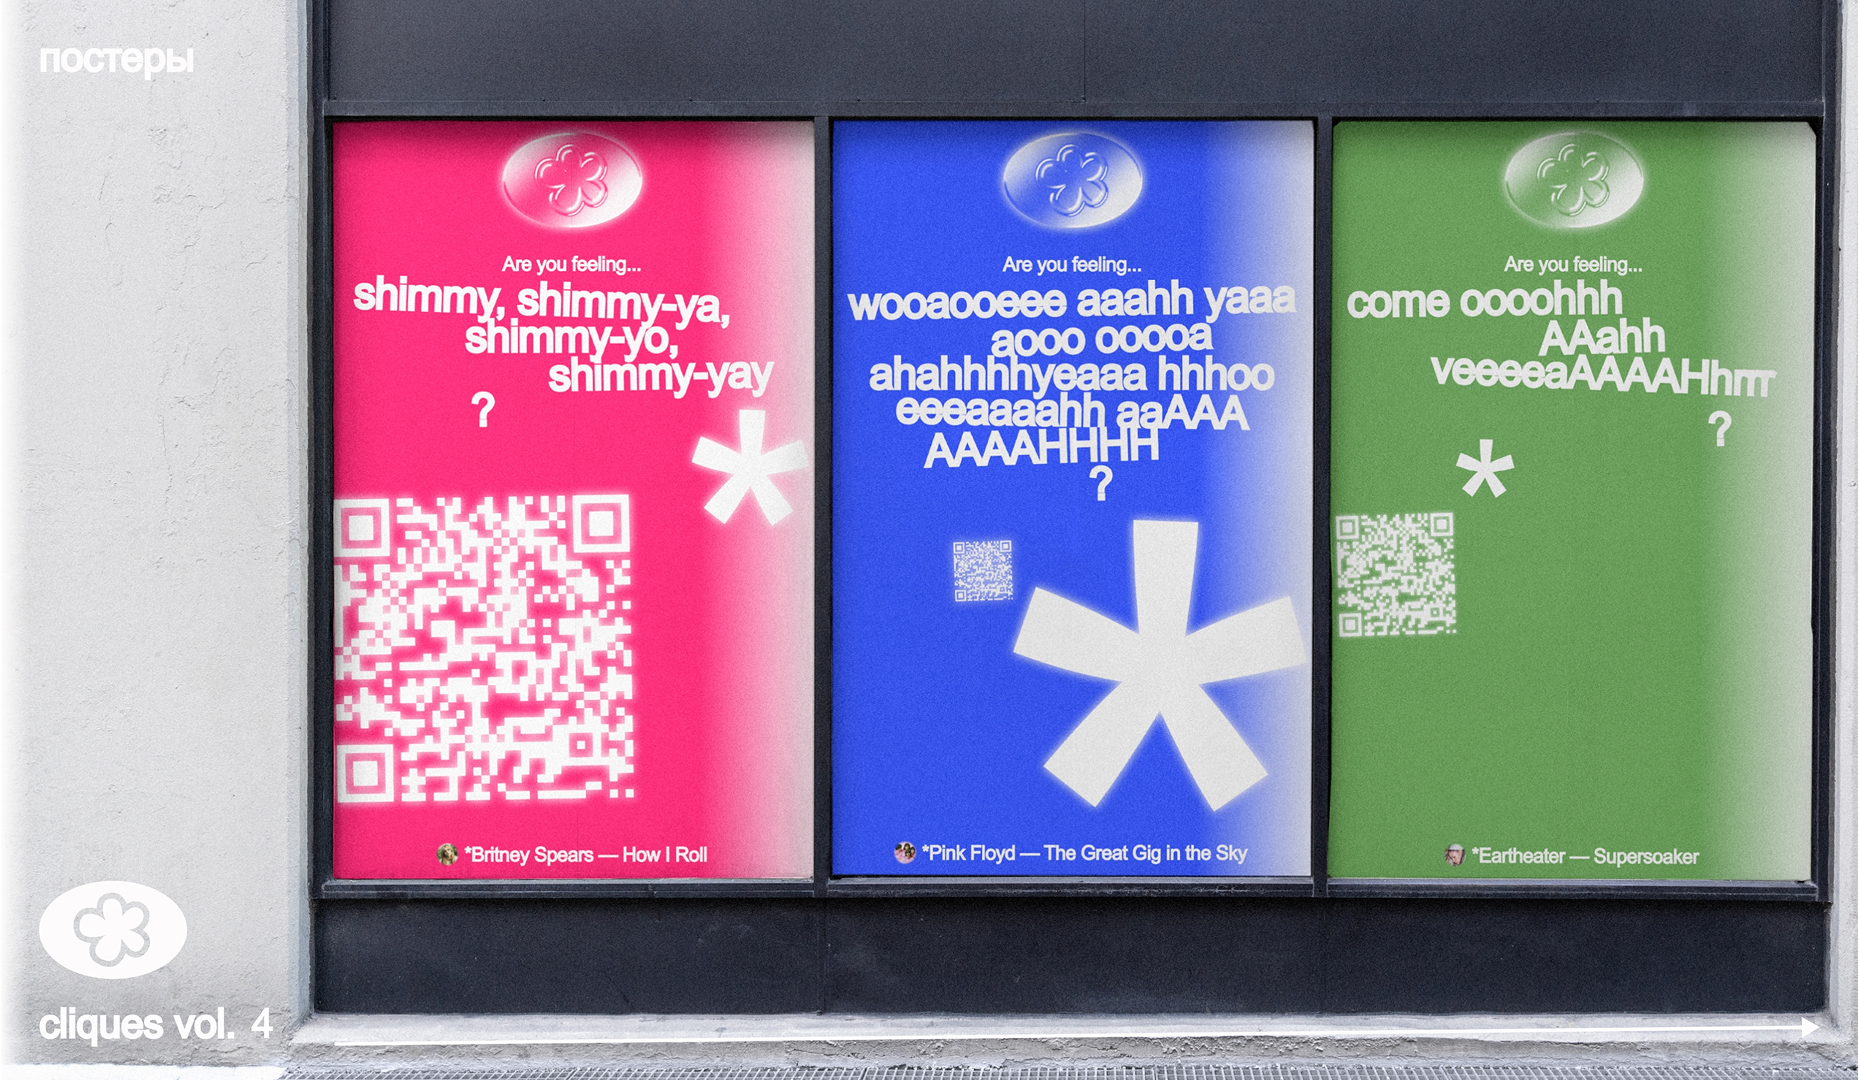 постеры
Are you feeling...
shimmy, shimmy-ya,
shimmy-yo,
shimmy-yay
?
*
*Britney Spears — How I Roll
Are you feeling...
wooaooeee aaahh yaaa
aooo ooooa
ahahhhhyeaaa hhhoo
eeeaaaahh aaAAA
AAAAHHHH
?
*
*Pink Floyd — The Great Gig in the Sky
Are you feeling...
come oooohhh
AAahh
veeeeaAAAAHhrrr
?
*
*Eartheater — Supersoaker
cliques vol. 4